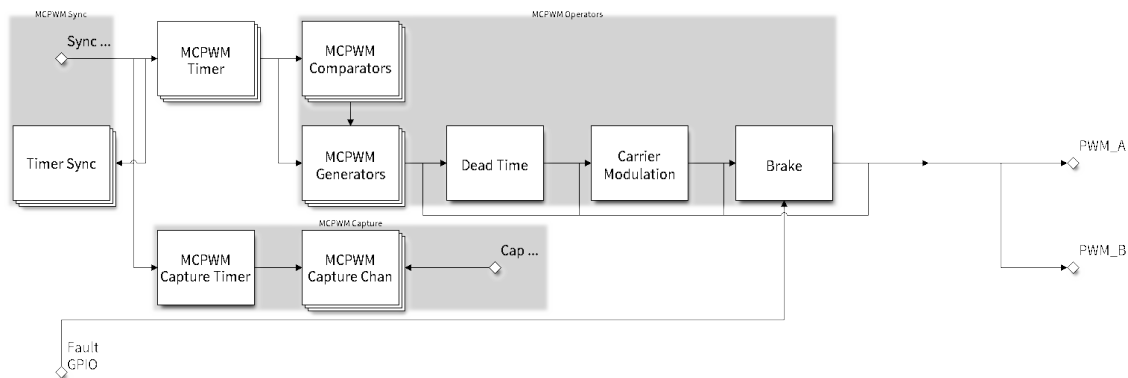 MCPWM Sync
MCPWM Operators
Sync ...
MCPWM
Timer
MCPWM
Comparators
Timer Sync
MCPWM
Generators
Dead Time
Carrier
Modulation
Brake
PWM_A
MCPWM Capture
MCPWM
Capture Timer
MCPWM
Capture Chan
Cap ...
PWM_B
Fault
GPIO